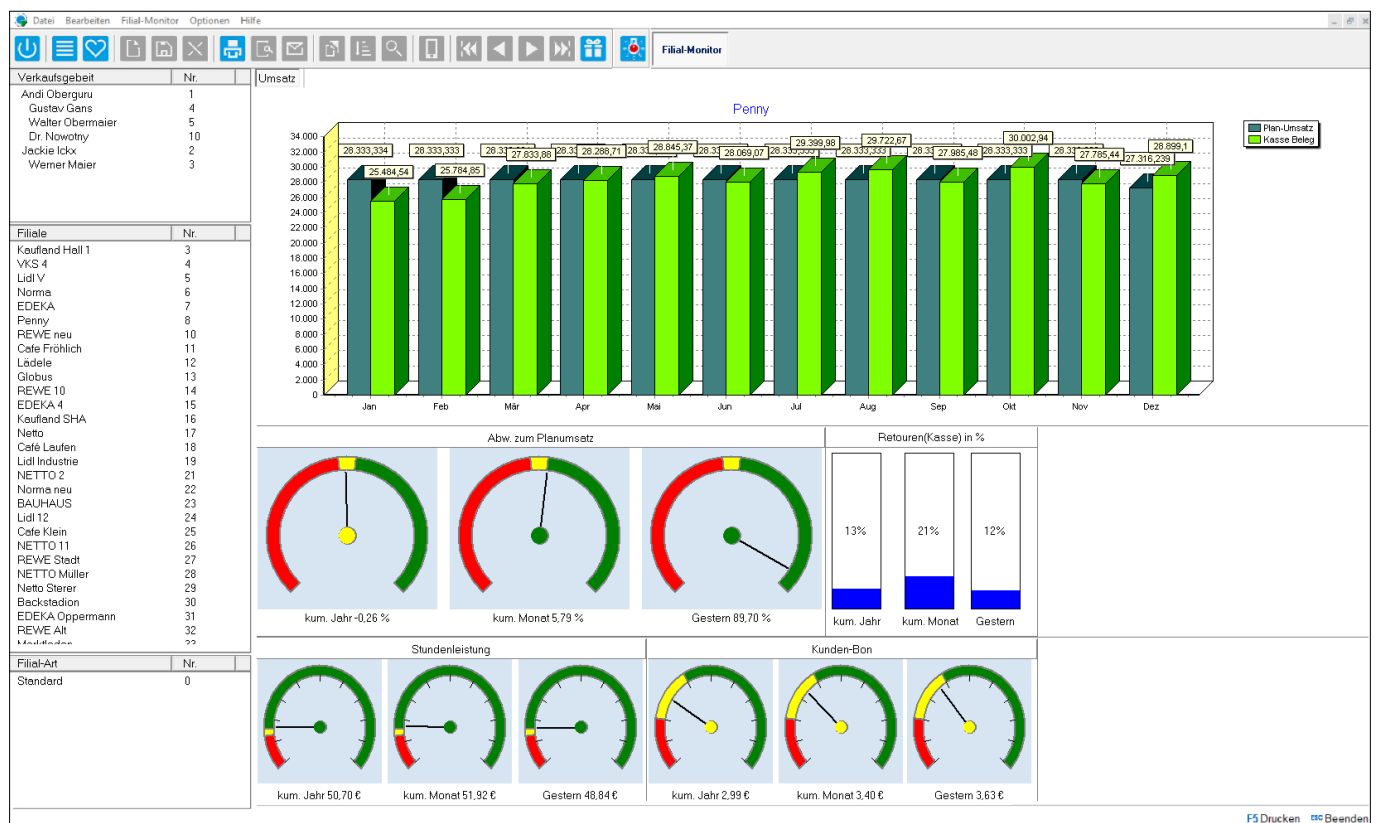 Datei Bearbeiten Filial-Monitor Optionen Hilfe
Filial-Monitor
Verkaufsgebeit Nr.
Andi Oberguru 1
Gustav Gans 4
Walter Obermaier 5
Dr. Nowotny 10
Jackie Ickx 2
Werner Maier 3
Filiale Nr.
Kaufland Hall 1 3
VKS 4 4
Lidl V 5
Norma 6
EDEKA 7
Penny 8
REWE neu 10
Cafe Fröhlich 11
Lädele 12
Globus 13
REWE 10 14
EDEKA 4 15
Kaufland SHA 16
Netto 17
Café Laufen 18
Lidl Industrie 19
NETTO 2 21
Norma neu 22
BAUHAUS 23
Lidl 12 24
Cafe Klein 25
NETTO 11 26
REWE Stadt 27
NETTO Müller 28
Netto Sterer 29
Backstadion 30
EDEKA Oppermann 31
REWE Alt 32
Filial-Art Nr.
Standard 0
Umsatz
Penny
Plan-Umsatz
Kasse Beleg
34.000
32.000
30.000
28.000
26.000
24.000
22.000
20.000
18.000
16.000
14.000
12.000
10.000
8.000
6.000
4.000
2.000
0
28.333,334 25.484,54 28.333,333 25.784,85 27.833,88 28.268,71 28.845,37 28.069,07 29.399,98 29.722,67 27.985,48 28.333,333 30.002,94 27.785,44 27.316,239 28.899,1
Jan Feb Mär Apr Mai Jun Jul Aug Sep Okt Nov Dez
Abw. zum Planumsatz
kum. Jahr -0,26 % kum. Monat 5,79 % Gestern 89,70 %
Retouren(Kasse) in %
13% 21% 12%
kum. Jahr kum. Monat Gestern
Stundenleistung
kum. Jahr 50,70 € kum. Monat 51,92 € Gestern 48,84 €
Kunden-Bon
kum. Jahr 2,99 € kum. Monat 3,40 € Gestern 3,63 €
F5 Drucken ESC Beenden